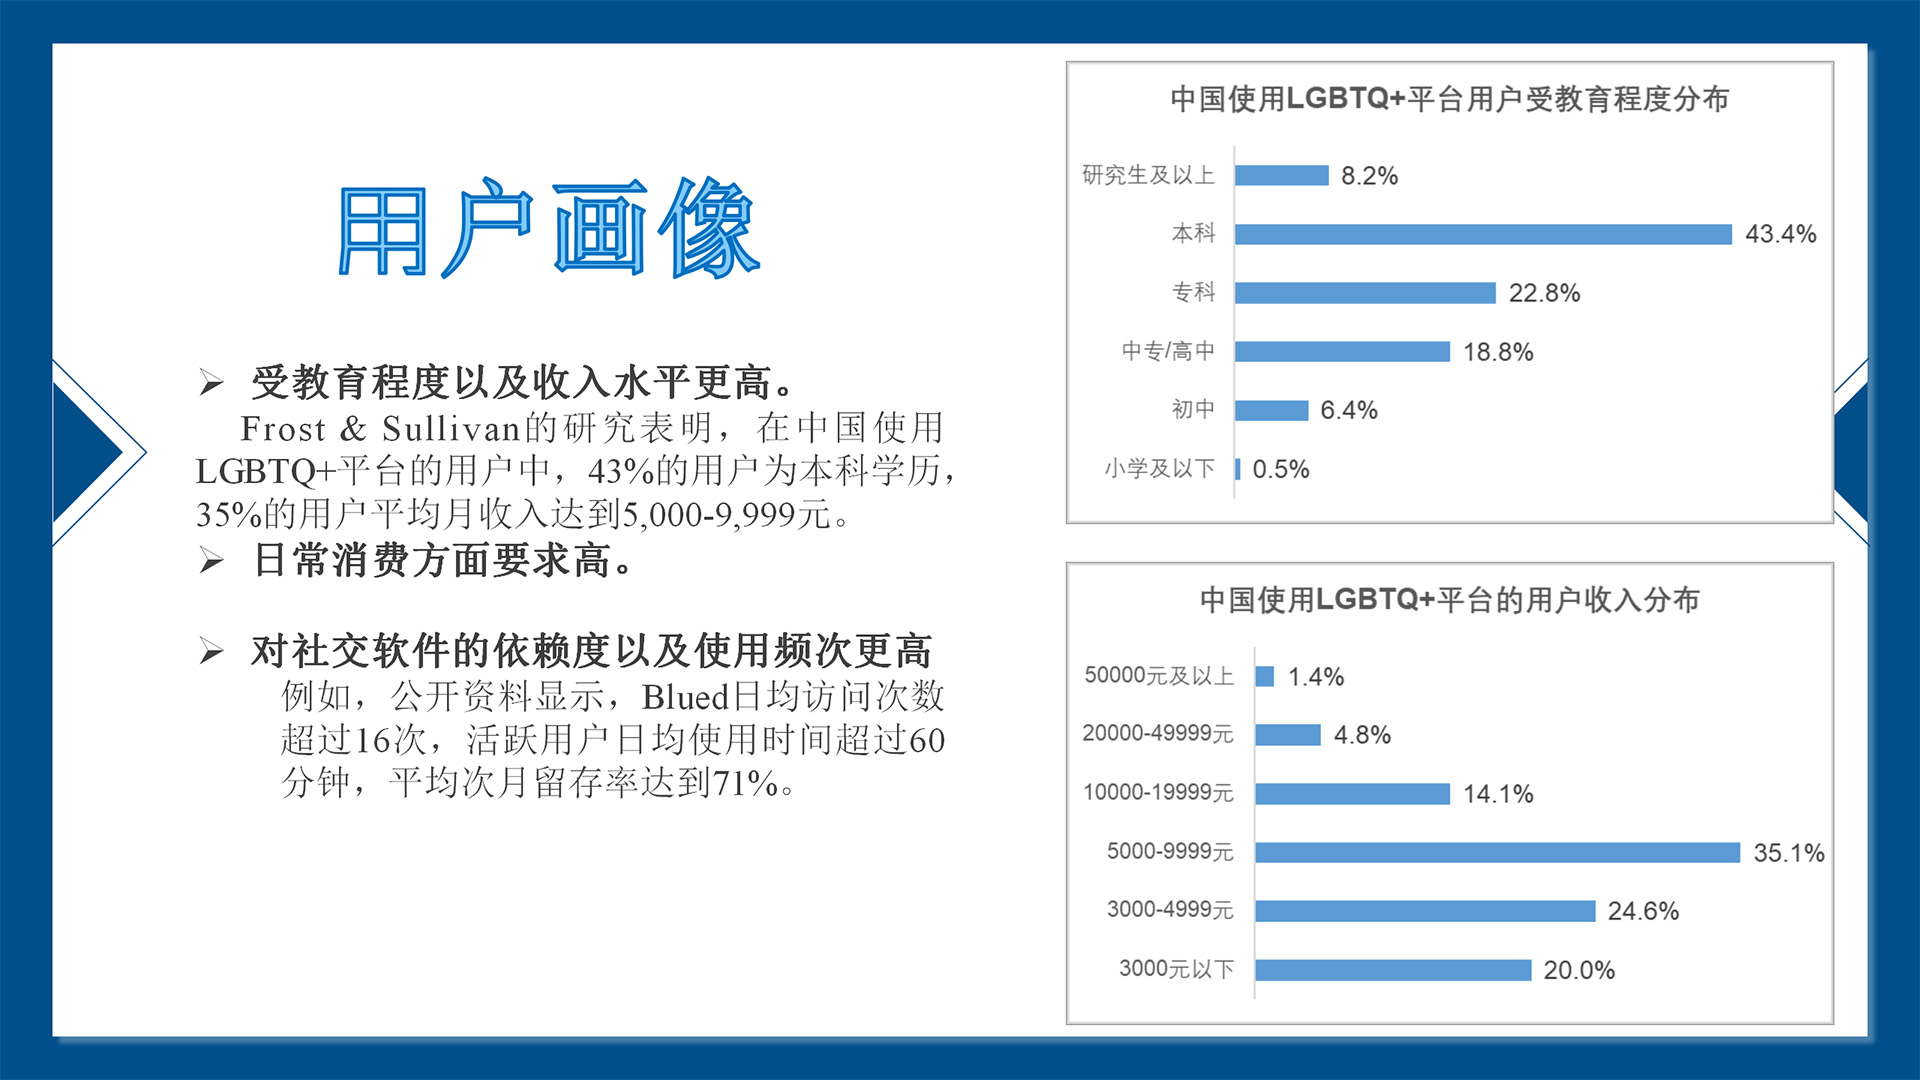 用户画像
受教育程度以及收入水平更高。
Frost & Sullivan的研究表明，在中国使用
LGBTQ+平台的用户中，43%的用户为本科学历，
35%的用户平均月收入达到5,000-9,999元。
日常消费方面要求高。
对社交软件的依赖度以及使用频次更高
例如，公开资料显示，Blued日均访问次数
超过16次，活跃用户日均使用时间超过60
分钟，平均次月留存率达到71%。
中国使用LGBTQ+平台用户受教育程度分布
研究生及以上 8.2%
本科 43.4%
专科 22.8%
中专/高中 18.8%
初中 6.4%
小学及以下 0.5%
中国使用LGBTQ+平台的用户收入分布
50000元及以上 1.4%
20000-49999元 4.8%
10000-19999元 14.1%
5000-9999元 35.1%
3000-4999元 24.6%
3000元以下 20.0%